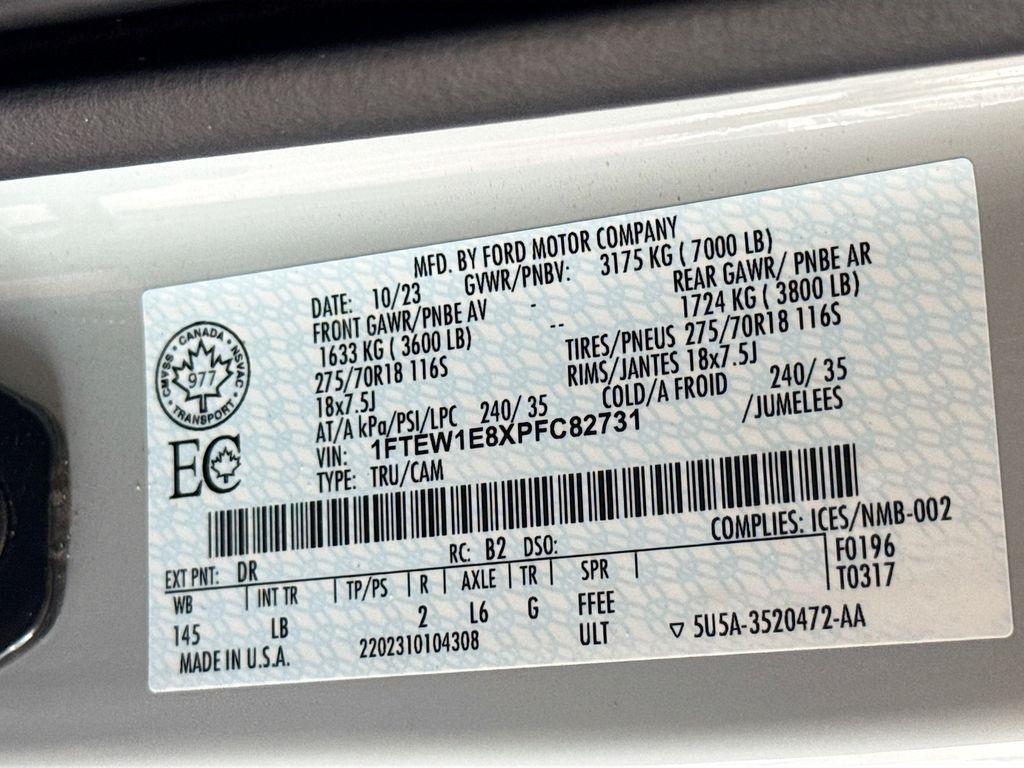 MFD. BY FORD MOTOR COMPANY
DATE: 10/23 GVWR/PNBV: 3175 KG ( 7000 LB)
FRONT GAWR/PNBE AV - REAR GAWR/ PNBE AR
1633 KG ( 3600 LB) -- 1724 KG ( 3800 LB)
275/70R18 116S TIRES/PNEUS 275/70R18 116S
18x7.5J RIMS/JANTES 18x7.5J
AT/A kPa/PSI/LPC 240/ 35 COLD/A FROID 240/ 35
VIN: 1FTEW1E8XPFC82731 /JUMELEES
TYPE: TRU/CAM
CANADA
CMVSS NSVAC
977
TRANSPORT
EC
COMPLIES: ICES/NMB-002
EXT PNT: DR RC: B2 DSO: F0196
WB INT TR TP/PS R AXLE TR SPR T0317
145 LB 2 L6 G FFEE
MADE IN U.S.A. 2202310104308 ULT ▽ 5U5A-3520472-AA